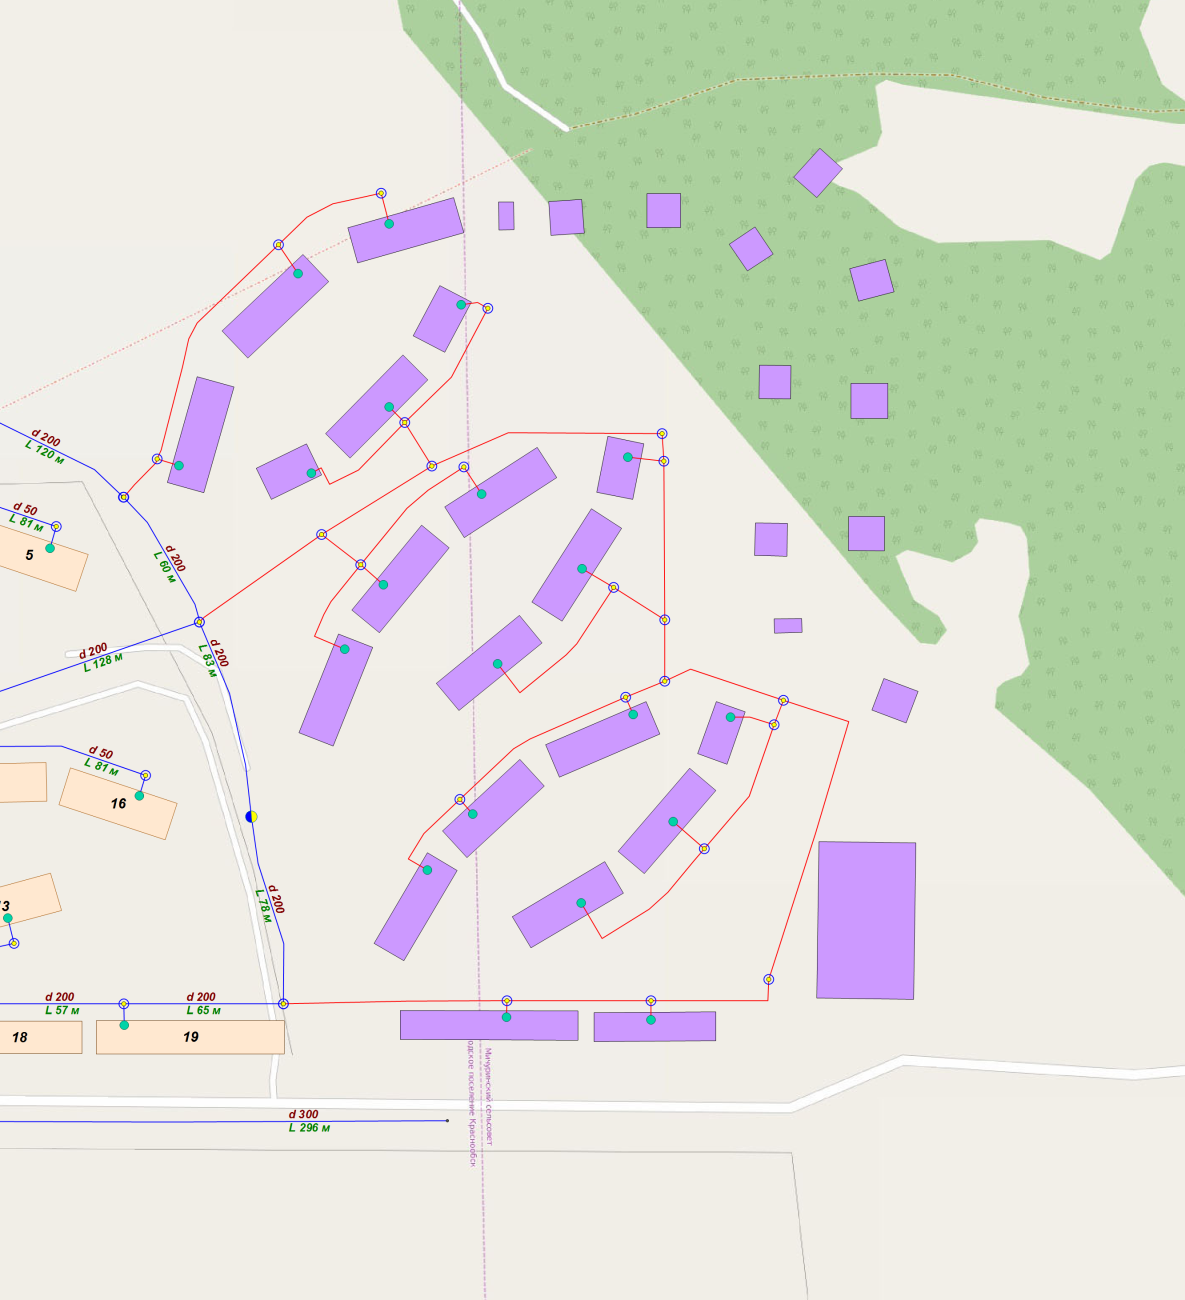 d 200
L 120 м
d 50
L 81 м
5
d 200
L 60 м
d 200
L 128 м
d 200
L 83 м
d 50
L 81 м
16
13
d 200
L 78 м
d 200
L 57 м
d 200
L 65 м
18
19
Мичуринский сельсовет
одское поселение Краснообск
d 300
L 296 м